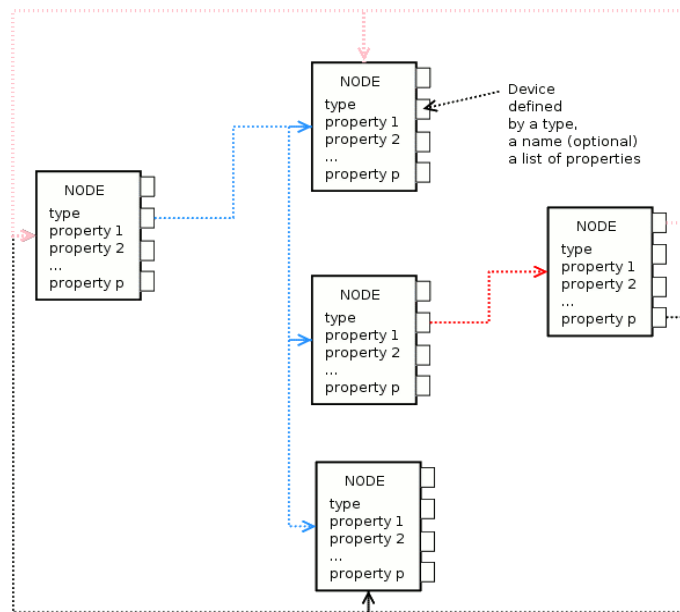 NODE
type
property 1
property 2
...
property p
Device
defined
by a type,
a name (optional)
a list of properties
NODE
type
property 1
property 2
...
property p
NODE
type
property 1
property 2
...
property p
NODE
type
property 1
property 2
...
property p
NODE
type
property 1
property 2
...
property p